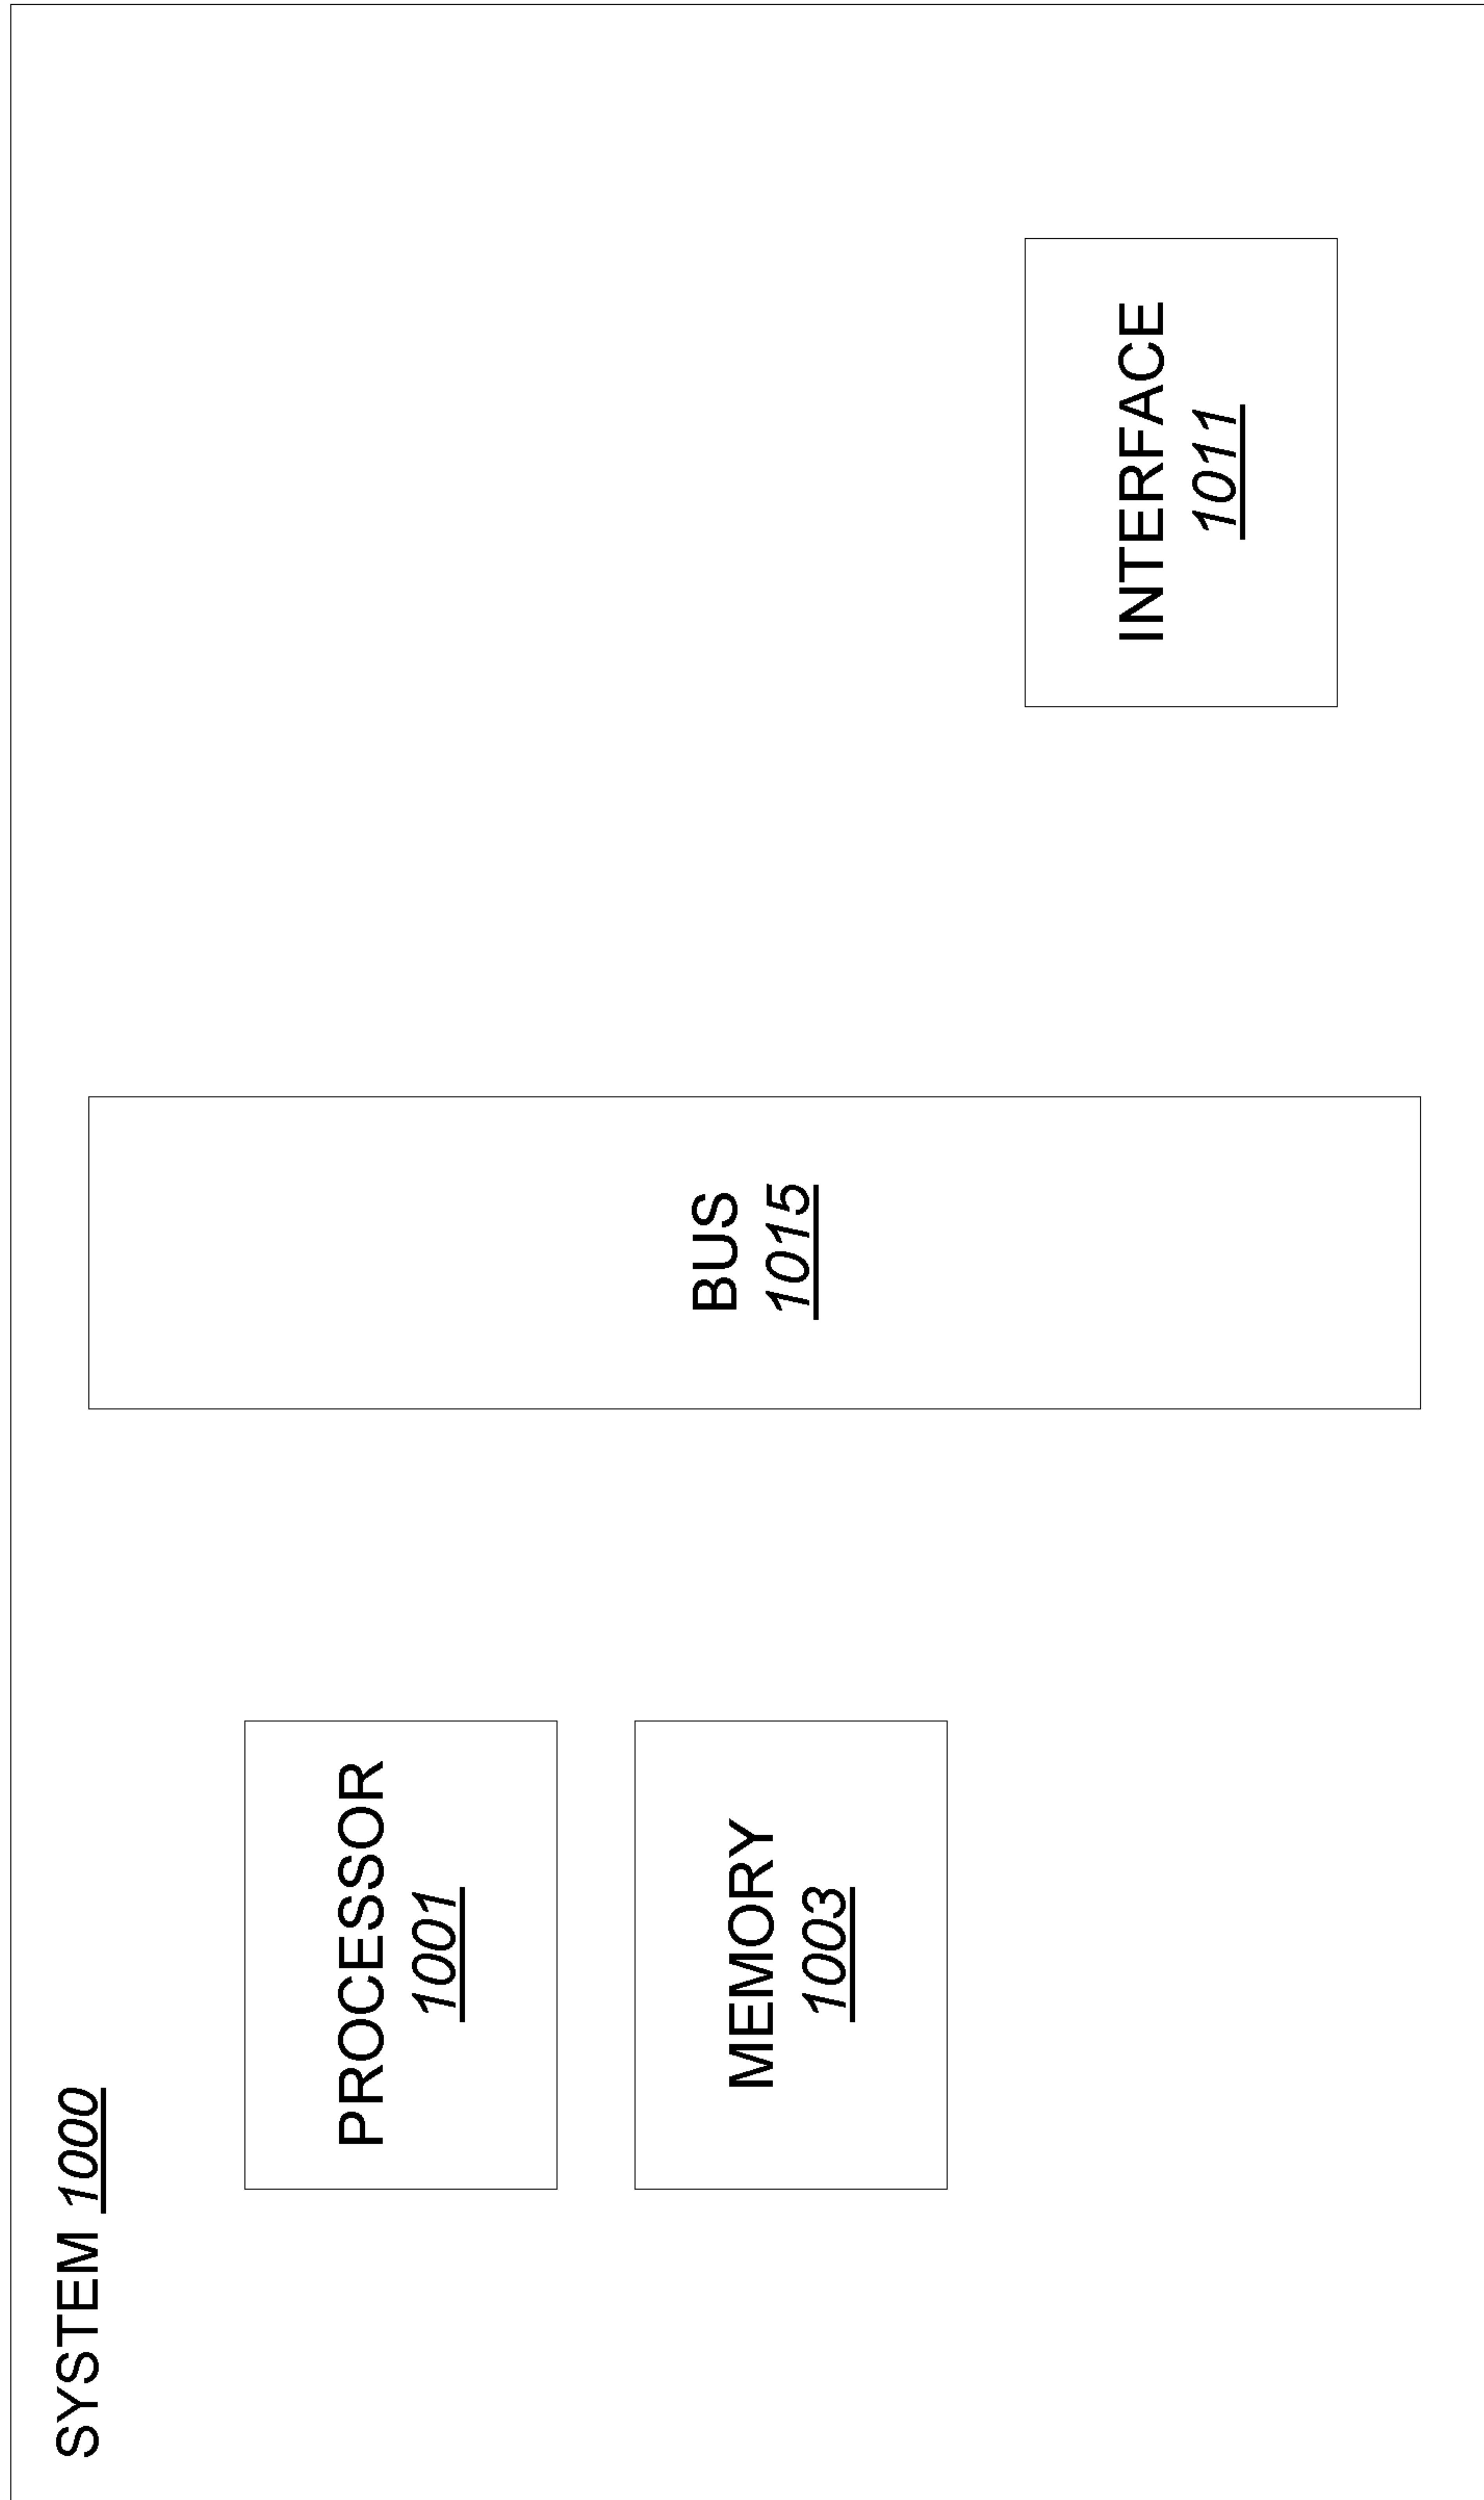 SYSTEM 1000
PROCESSOR
1001
MEMORY
1003
BUS
1015
INTERFACE
1011